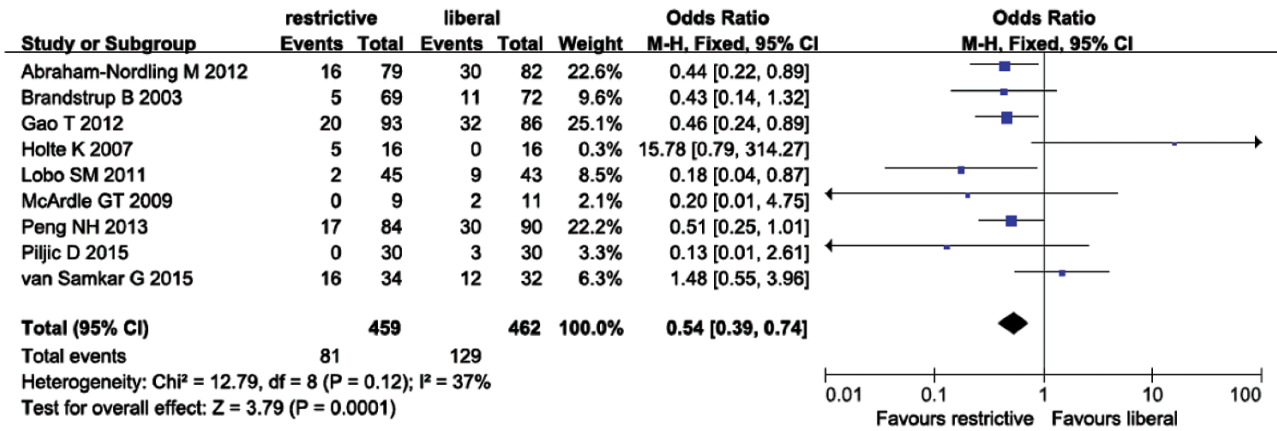 restrictive liberal Odds Ratio Odds Ratio
Study or Subgroup Events Total Events Total Weight M-H, Fixed, 95% CI M-H, Fixed, 95% CI
Abraham-Nordling M 2012 16 79 30 82 22.6% 0.44 [0.22, 0.89]
Brandstrup B 2003 5 69 11 72 9.6% 0.43 [0.14, 1.32]
Gao T 2012 20 93 32 86 25.1% 0.46 [0.24, 0.89]
Holte K 2007 5 16 0 16 0.3% 15.78 [0.79, 314.27]
Lobo SM 2011 2 45 9 43 8.5% 0.18 [0.04, 0.87]
McArdle GT 2009 0 9 2 11 2.1% 0.20 [0.01, 4.75]
Peng NH 2013 17 84 30 90 22.2% 0.51 [0.25, 1.01]
Piljic D 2015 0 30 3 30 3.3% 0.13 [0.01, 2.61]
van Samkar G 2015 16 34 12 32 6.3% 1.48 [0.55, 3.96]
Total (95% CI) 459 462 100.0% 0.54 [0.39, 0.74]
Total events 81 129
Heterogeneity: Chi² = 12.79, df = 8 (P = 0.12); I² = 37%
Test for overall effect: Z = 3.79 (P = 0.0001)
0.01 0.1 1 10 100
Favours restrictive Favours liberal